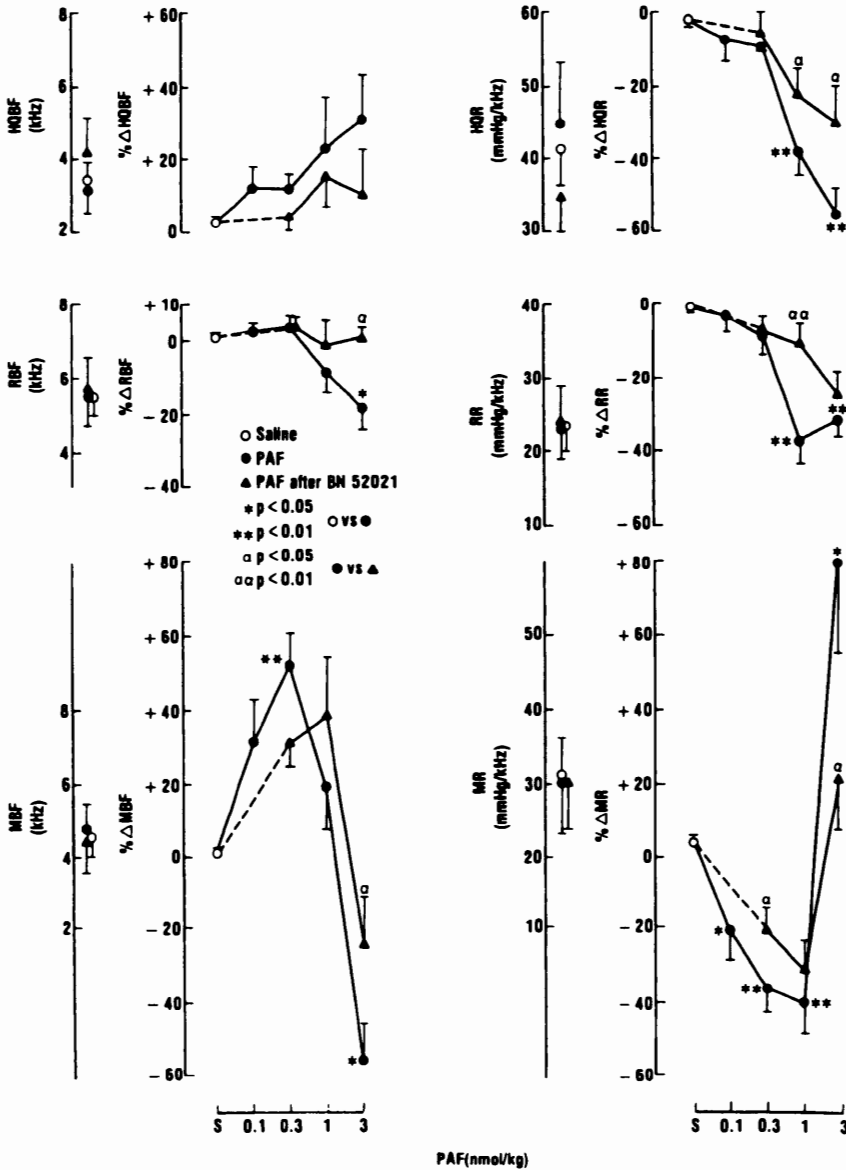 HQBF
(kHz)
8
6
4
2
% Δ HQBF
+ 60
+ 40
+ 20
0
HQR
(mmHg/kHz)
60
50
40
30
% Δ HQR
0
- 20
- 40
- 60
α
α
**
**
RBF
(kHz)
8
6
4
% Δ RBF
+ 10
0
- 20
- 40
α
*
RR
(mmHg/kHz)
40
30
20
10
% Δ RR
0
- 20
- 40
- 60
αα
**
**
○ Saline
● PAF
▲ PAF after BN 52021
* p < 0.05
** p < 0.01
○ vs ●
α p < 0.05
αα p < 0.01
● vs ▲
MBF
(kHz)
8
6
4
2
% Δ MBF
+ 80
+ 60
+ 40
+ 20
0
- 20
- 40
- 60
**
α
*
MR
(mmHg/kHz)
50
40
30
20
10
% Δ MR
+ 80
+ 60
+ 40
+ 20
0
- 20
- 40
- 60
*
α
α
*
**
**
S 0.1 0.3 1 3
S 0.1 0.3 1 3
PAF(nmol/kg)